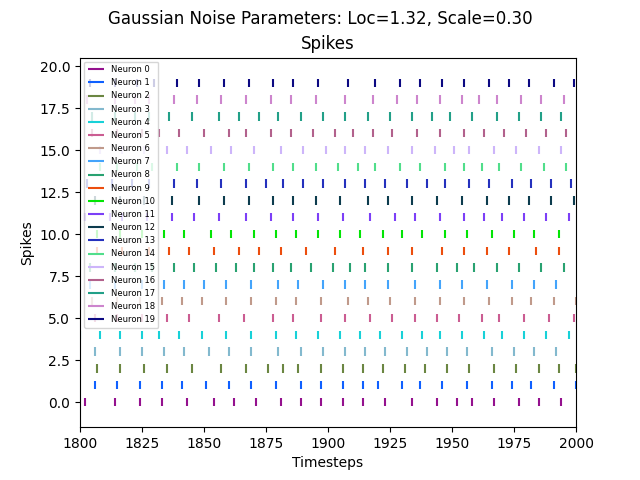 Gaussian Noise Parameters: Loc=1.32, Scale=0.30
Spikes
20.0
17.5
15.0
12.5
10.0
7.5
5.0
2.5
0.0
Spikes
Neuron 0
Neuron 1
Neuron 2
Neuron 3
Neuron 4
Neuron 5
Neuron 6
Neuron 7
Neuron 8
Neuron 9
Neuron 10
Neuron 11
Neuron 12
Neuron 13
Neuron 14
Neuron 15
Neuron 16
Neuron 17
Neuron 18
Neuron 19
1800 1825 1850 1875 1900 1925 1950 1975 2000
Timesteps